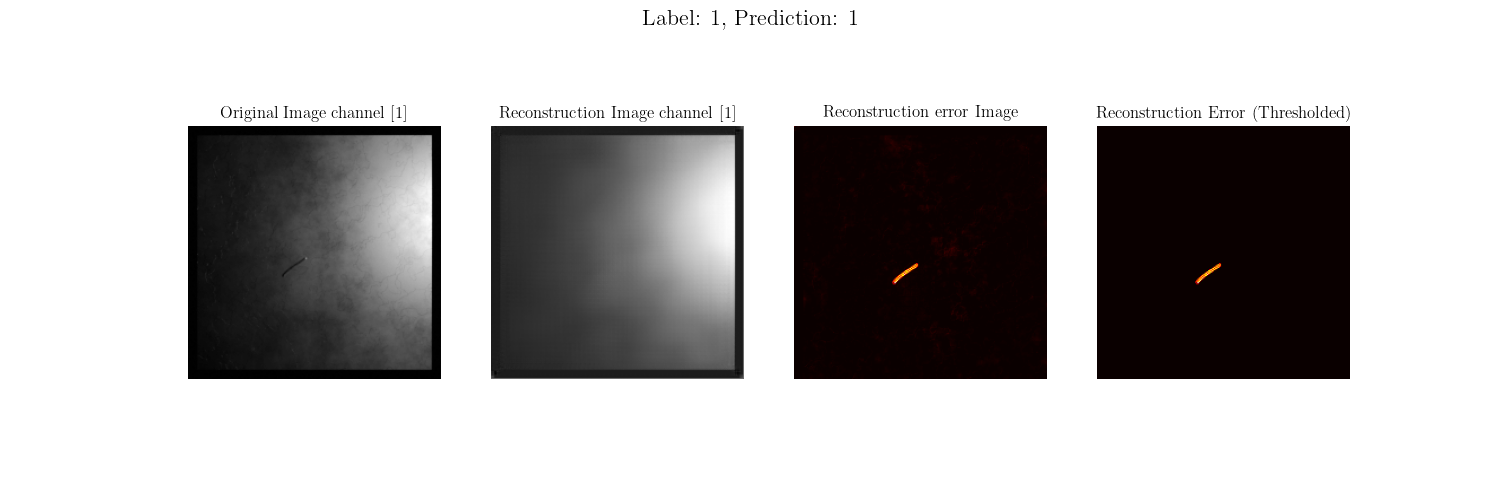 Label: 1, Prediction: 1
Original Image channel [1]
Reconstruction Image channel [1]
Reconstruction error Image
Reconstruction Error (Thresholded)